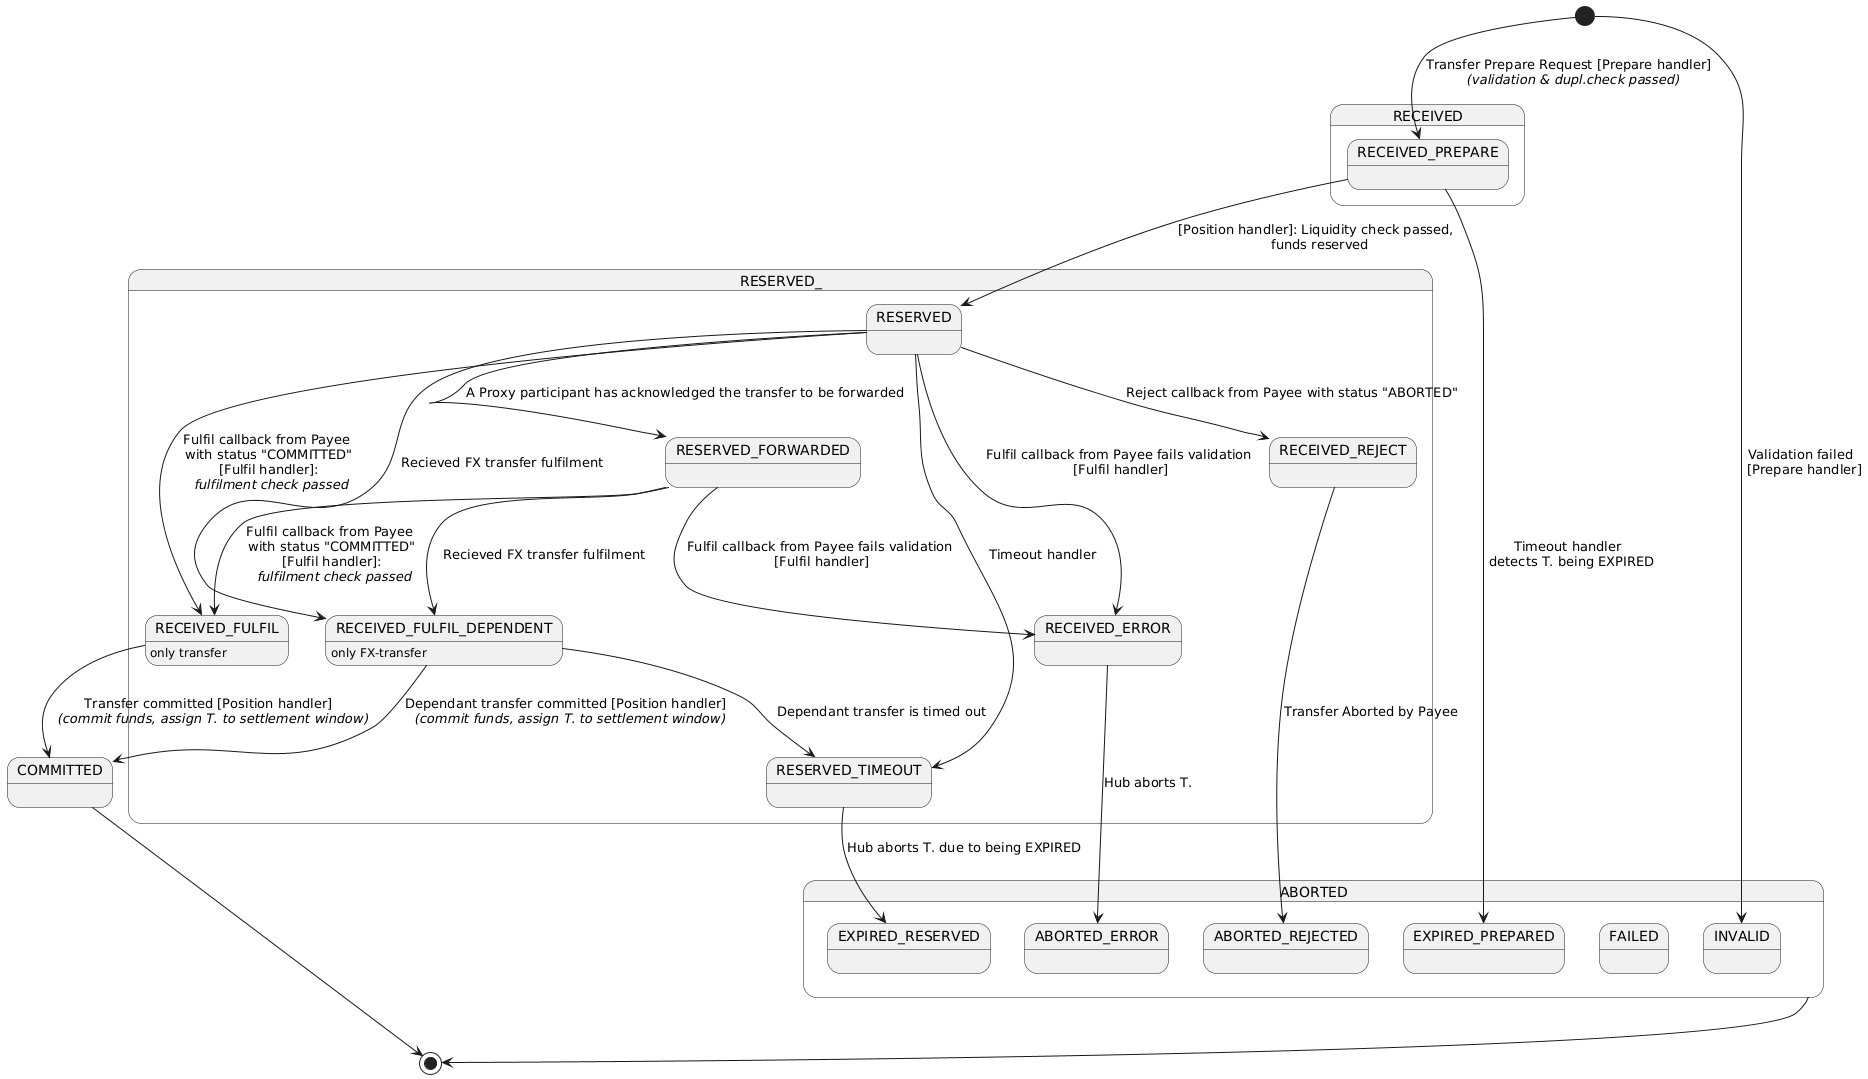 Transfer Prepare Request [Prepare handler]
(validation & dupl.check passed)
RECEIVED
RECEIVED_PREPARE
[Position handler]: Liquidity check passed,
funds reserved
RESERVED_
RESERVED
A Proxy participant has acknowledged the transfer to be forwarded
Reject callback from Payee with status "ABORTED"
Fulfil callback from Payee
with status "COMMITTED"
[Fulfil handler]:
fulfilment check passed
Recieved FX transfer fulfilment
RESERVED_FORWARDED
Fulfil callback from Payee fails validation
[Fulfil handler]
RECEIVED_REJECT
Validation failed
[Prepare handler]
Fulfil callback from Payee
with status "COMMITTED"
[Fulfil handler]:
fulfilment check passed
Recieved FX transfer fulfilment
Fulfil callback from Payee fails validation
[Fulfil handler]
Timeout handler
Timeout handler
detects T. being EXPIRED
RECEIVED_FULFIL
only transfer
RECEIVED_FULFIL_DEPENDENT
only FX-transfer
RECEIVED_ERROR
Transfer committed [Position handler]
(commit funds, assign T. to settlement window)
Dependant transfer committed [Position handler]
(commit funds, assign T. to settlement window)
Dependant transfer is timed out
Transfer Aborted by Payee
COMMITTED
RESERVED_TIMEOUT
Hub aborts T.
Hub aborts T. due to being EXPIRED
ABORTED
EXPIRED_RESERVED
ABORTED_ERROR
ABORTED_REJECTED
EXPIRED_PREPARED
FAILED
INVALID